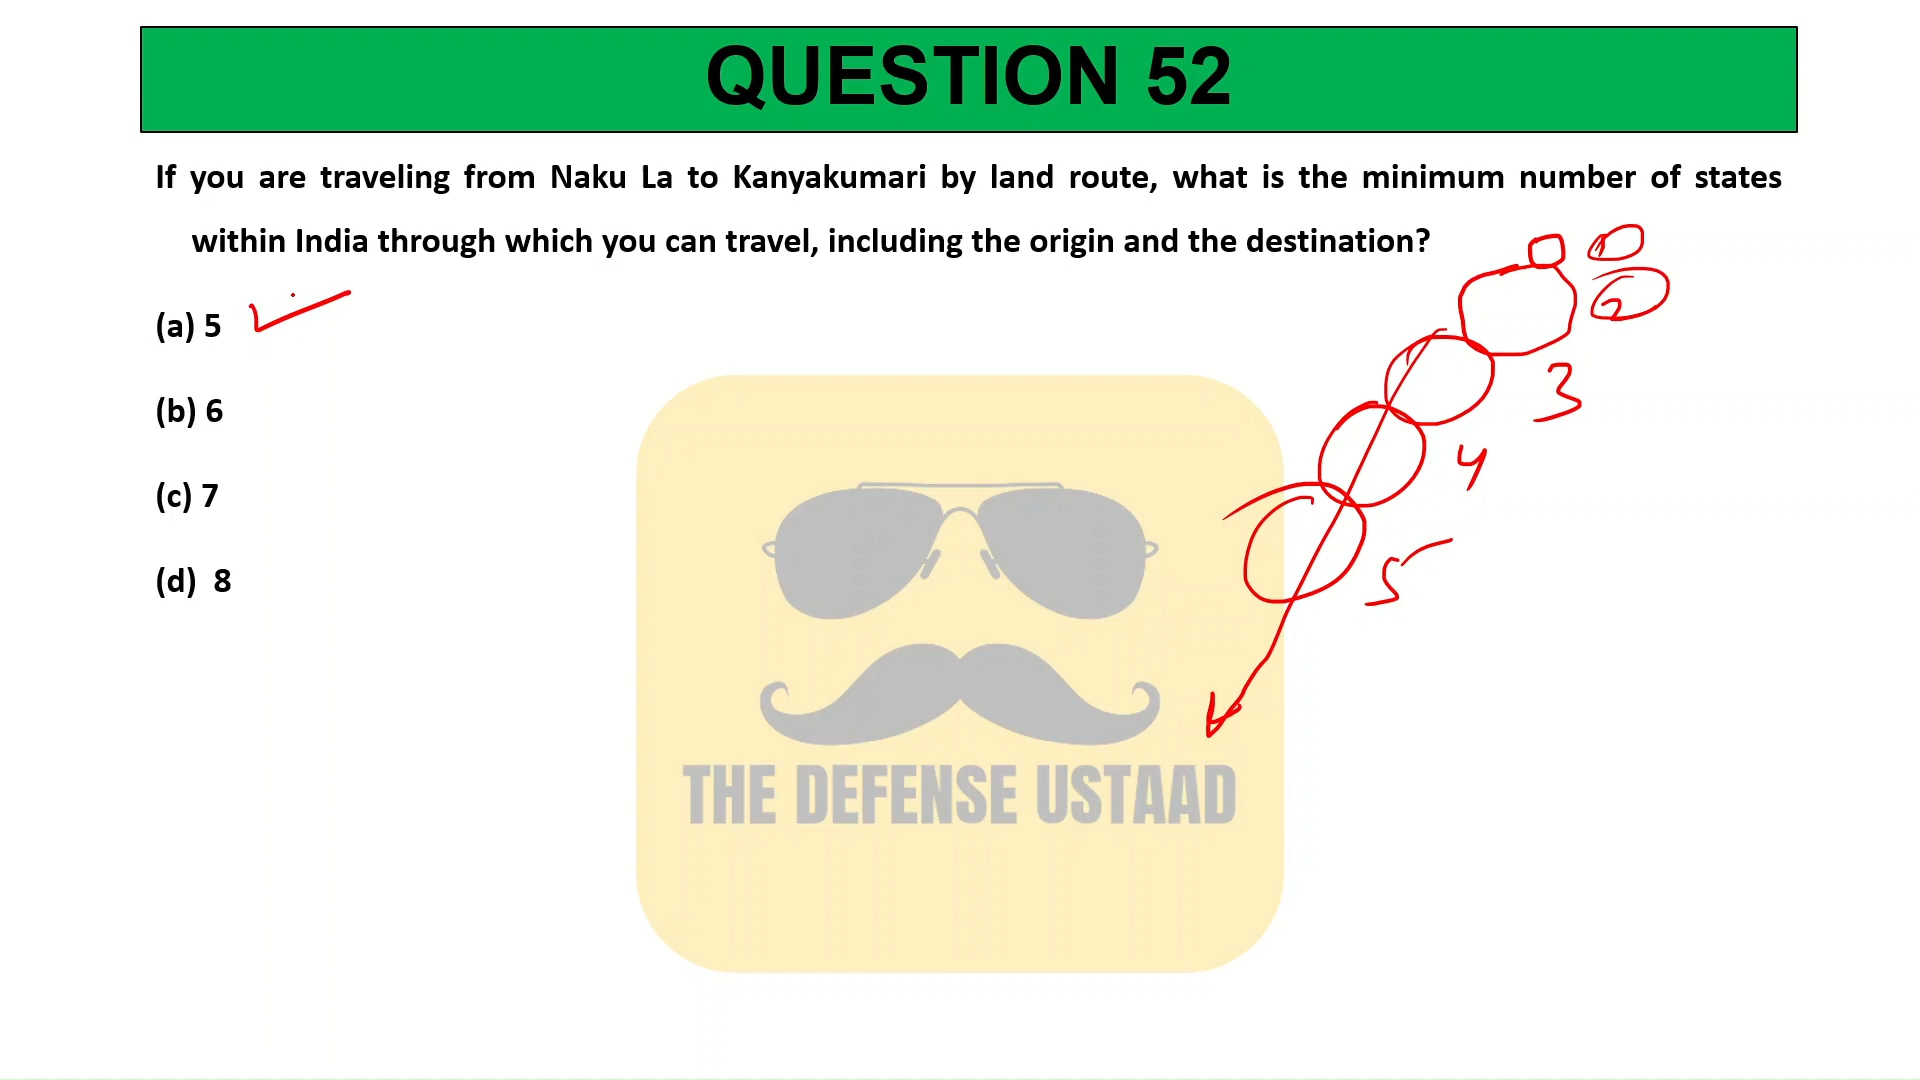 QUESTION 52
If you are traveling from Naku La to Kanyakumari by land route, what is the minimum number of states
within India through which you can travel, including the origin and the destination?
1
2
(a) 5
3
(b) 6
4
(c) 7
5
(d) 8
THE DEFENSE USTAAD